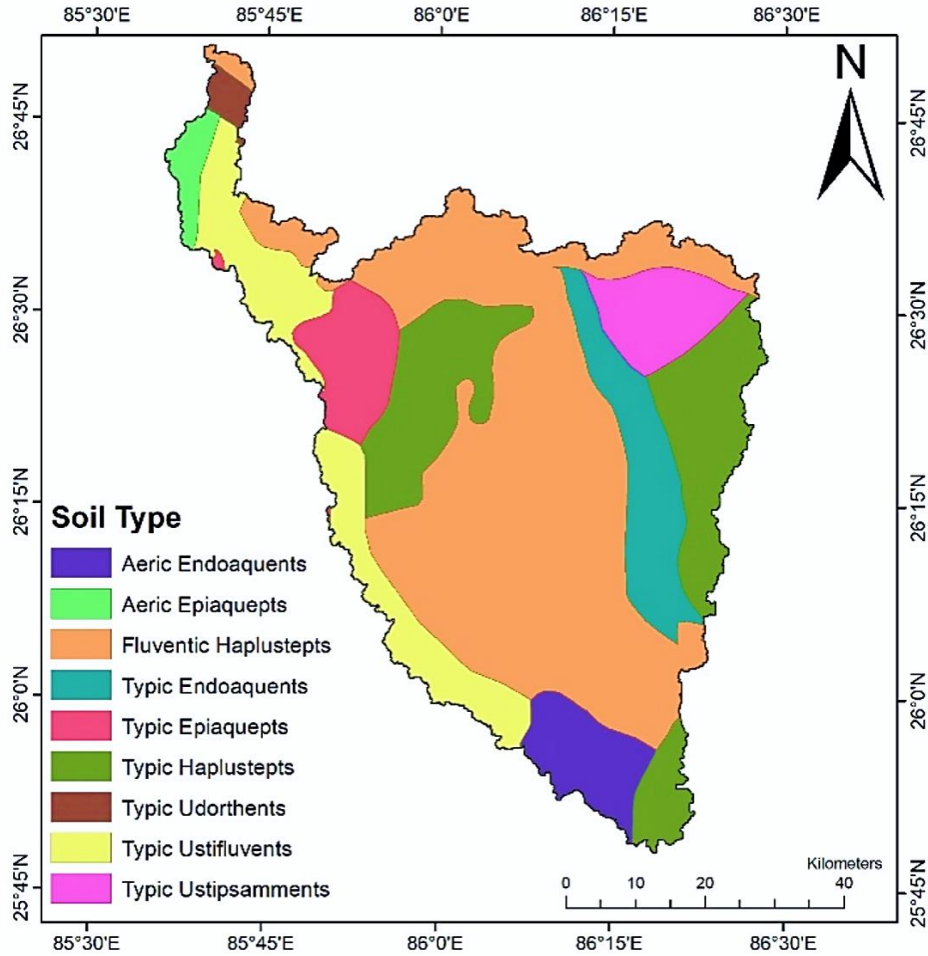 85°30'E 85°45'E 86°0'E 86°15'E 86°30'E
N
26°45'N 26°45'N
26°30'N 26°30'N
26°15'N 26°15'N
26°0'N 26°0'N
25°45'N 25°45'N
Soil Type
Aeric Endoaquents
Aeric Epiaquepts
Fluventic Haplustepts
Typic Endoaquents
Typic Epiaquepts
Typic Haplustepts
Typic Udorthents
Typic Ustifluvents
Typic Ustipsamments
Kilometers
0 10 20 40
85°30'E 85°45'E 86°0'E 86°15'E 86°30'E